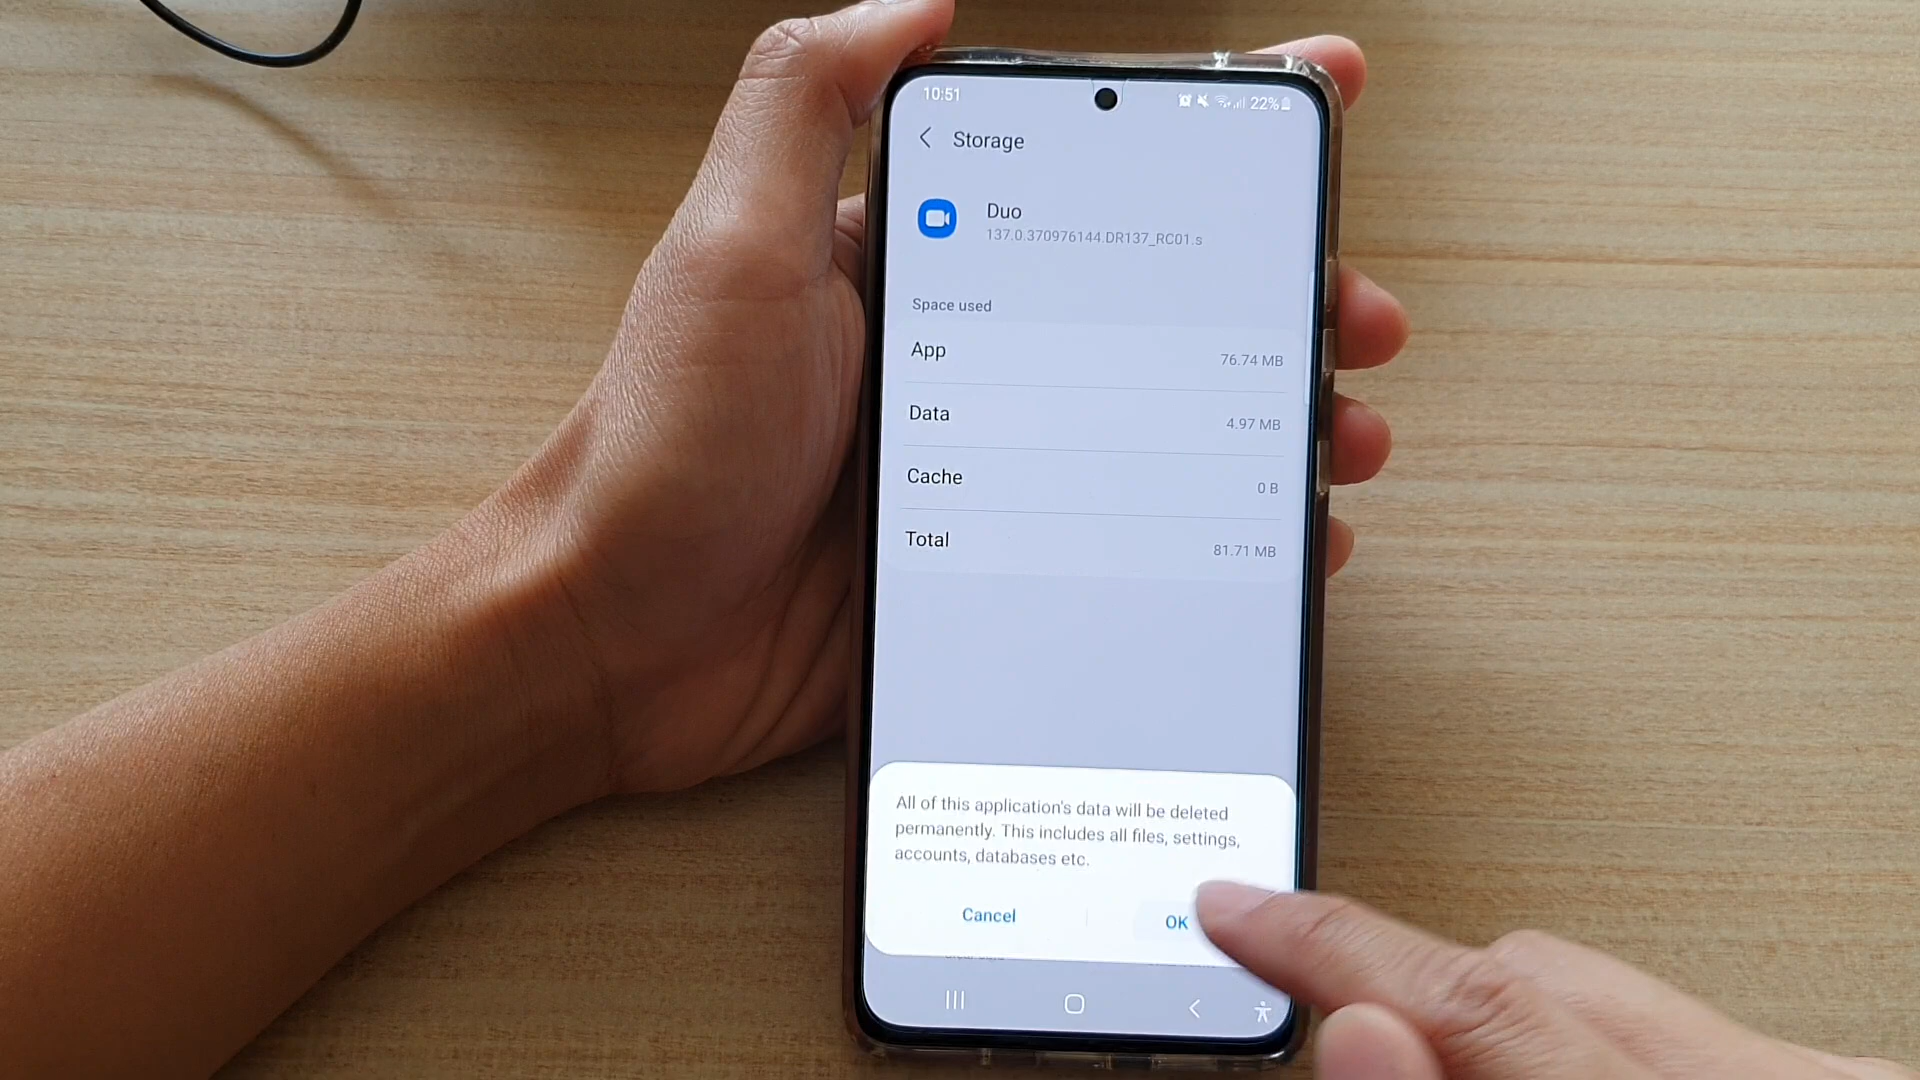 10:51
22%
Storage
Duo
137.0.370976144.DR137_RC01.s
Space used
App
76.74 MB
Data
4.97 MB
Cache
0 B
Total
81.71 MB
All of this application's data will be deleted
permanently. This includes all files, settings,
accounts, databases etc.
Cancel
OK